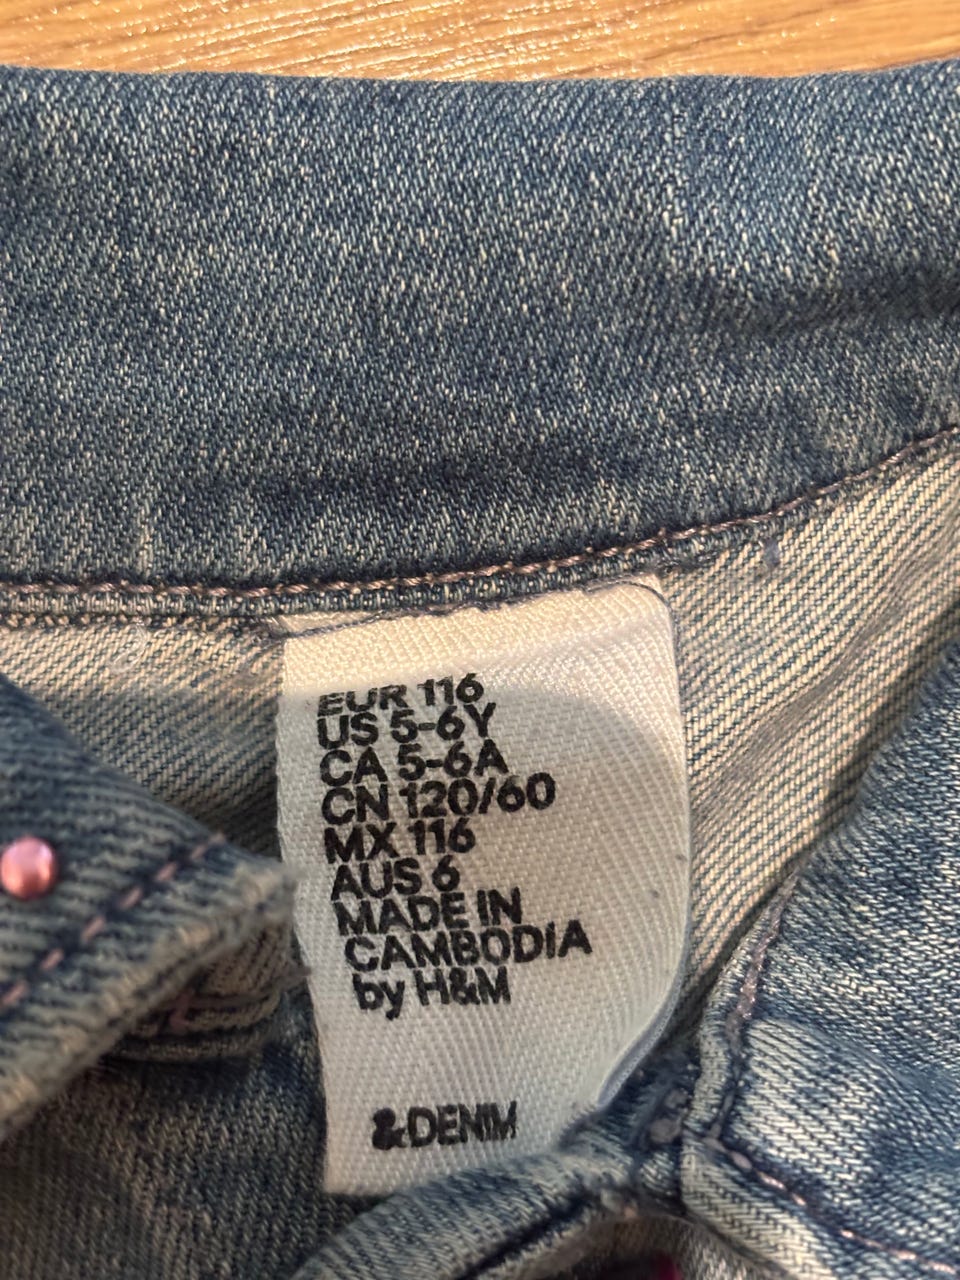 EUR 116
US 5-6Y
CA 5-6A
CN 120/60
MX 116
AUS 6
MADE IN
CAMBODIA
by H&M
&DENIM